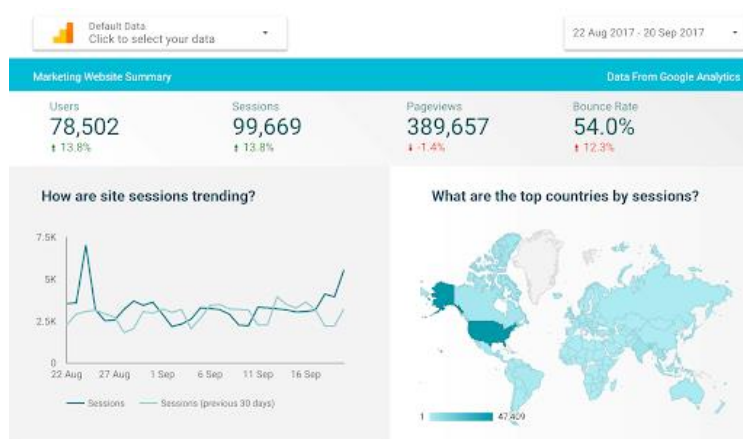 Default Data
Click to select your data
22 Aug 2017 - 20 Sep 2017
Marketing Website Summary
Data From Google Analytics
Users
78,502
13.8%
Sessions
99,669
13.8%
Pageviews
389,657
-1.4%
Bounce Rate
54.0%
12.3%
How are site sessions trending?
7.5K
5K
2.5K
0
22 Aug 27 Aug 1 Sep 6 Sep 11 Sep 16 Sep
Sessions Sessions (previous 30 days)
What are the top countries by sessions?
1 47,409